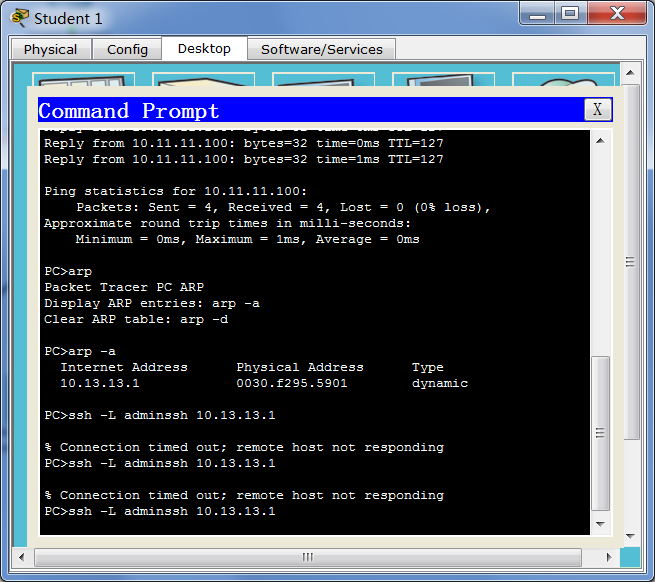 Student 1
Physical Config Desktop Software/Services
Command Prompt
X
Reply from 10.11.11.100: bytes=32 time=0ms TTL=127
Reply from 10.11.11.100: bytes=32 time=1ms TTL=127
Ping statistics for 10.11.11.100:
Packets: Sent = 4, Received = 4, Lost = 0 (0% loss),
Approximate round trip times in milli-seconds:
Minimum = 0ms, Maximum = 1ms, Average = 0ms
PC>arp
Packet Tracer PC ARP
Display ARP entries: arp -a
Clear ARP table: arp -d
PC>arp -a
Internet Address Physical Address Type
10.13.13.1 0030.f295.5901 dynamic
PC>ssh -L adminssh 10.13.13.1
% Connection timed out; remote host not responding
PC>ssh -L adminssh 10.13.13.1
% Connection timed out; remote host not responding
PC>ssh -L adminssh 10.13.13.1